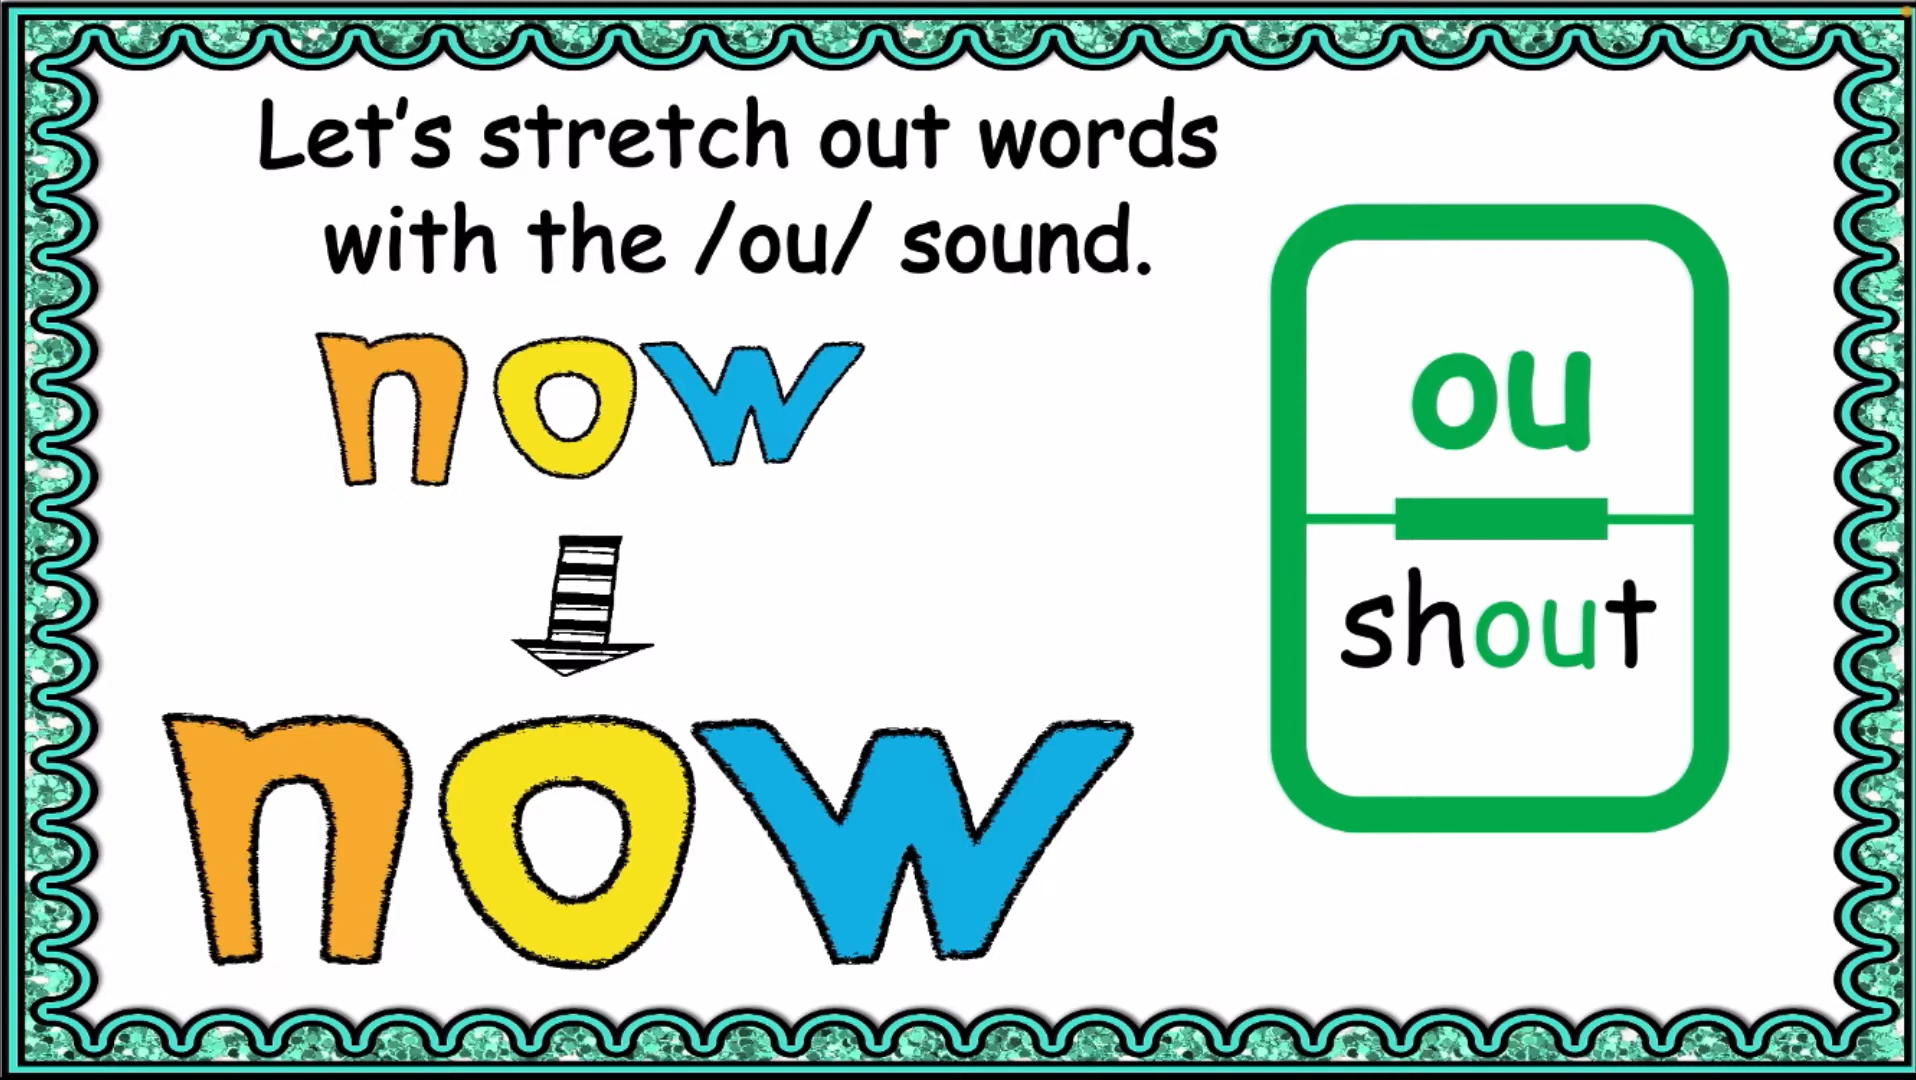 Let's stretch out words
with the /ou/ sound.
now
now
ou
shout